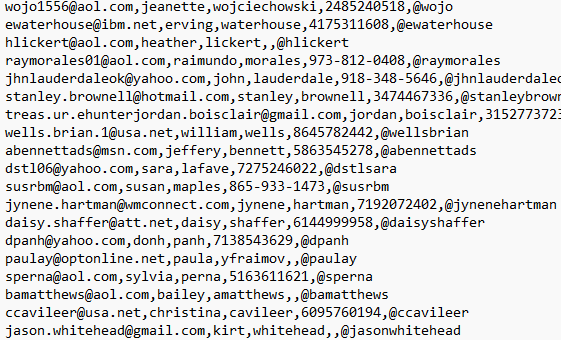 wojo1556@aol.com,jeanette,wojciechowski,2485240518,@wojo
ewaterhouse@ibm.net,erving,waterhouse,4175311608,@ewaterhouse
hlickert@aol.com,heather,lickert,,@hlickert
raymorales01@aol.com,raimundo,morales,973-812-0408,@raymorales
jhnlauderdaleok@yahoo.com,john,lauderdale,918-348-5646,@jhnlauderdaleo
stanley.brownell@hotmail.com,stanley,brownell,3474467336,@stanleybrown
treas.ur.ehunterjordan.boisclair@gmail.com,jordan,boisclair,3152773723
wells.brian.1@usa.net,william,wells,8645782442,@wellsbrian
abennettads@msn.com,jeffery,bennett,5863545278,@abennettads
dstl06@yahoo.com,sara,lafave,7275246022,@dstlsara
susrbm@aol.com,susan,maples,865-933-1473,@susrbm
jynene.hartman@wmconnect.com,jynene,hartman,7192072402,@jynenehartman
daisy.shaffer@att.net,daisy,shaffer,6144999958,@daisyshaffer
dpanh@yahoo.com,donh,panh,7138543629,,@dpanh
paulay@optonline.net,paula,yfraimov,,@paulay
sperna@aol.com,sylvia,perna,5163611621,@sperna
bamatthews@aol.com,bailey,amatthews,,@bamatthews
ccavileer@usa.net,christina,cavileer,6095760194,@ccavileer
jason.whitehead@gmail.com,kirt,whitehead,,@jasonwhitehead